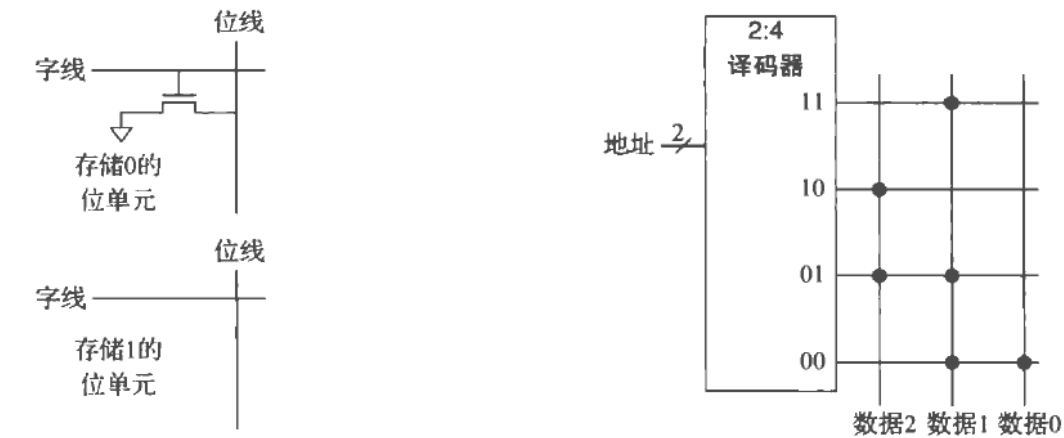 位线
字线
存储0的
位单元
位线
字线
存储1的
位单元
2:4
译码器
地址
2
11
10
01
00
数据2 数据1 数据0